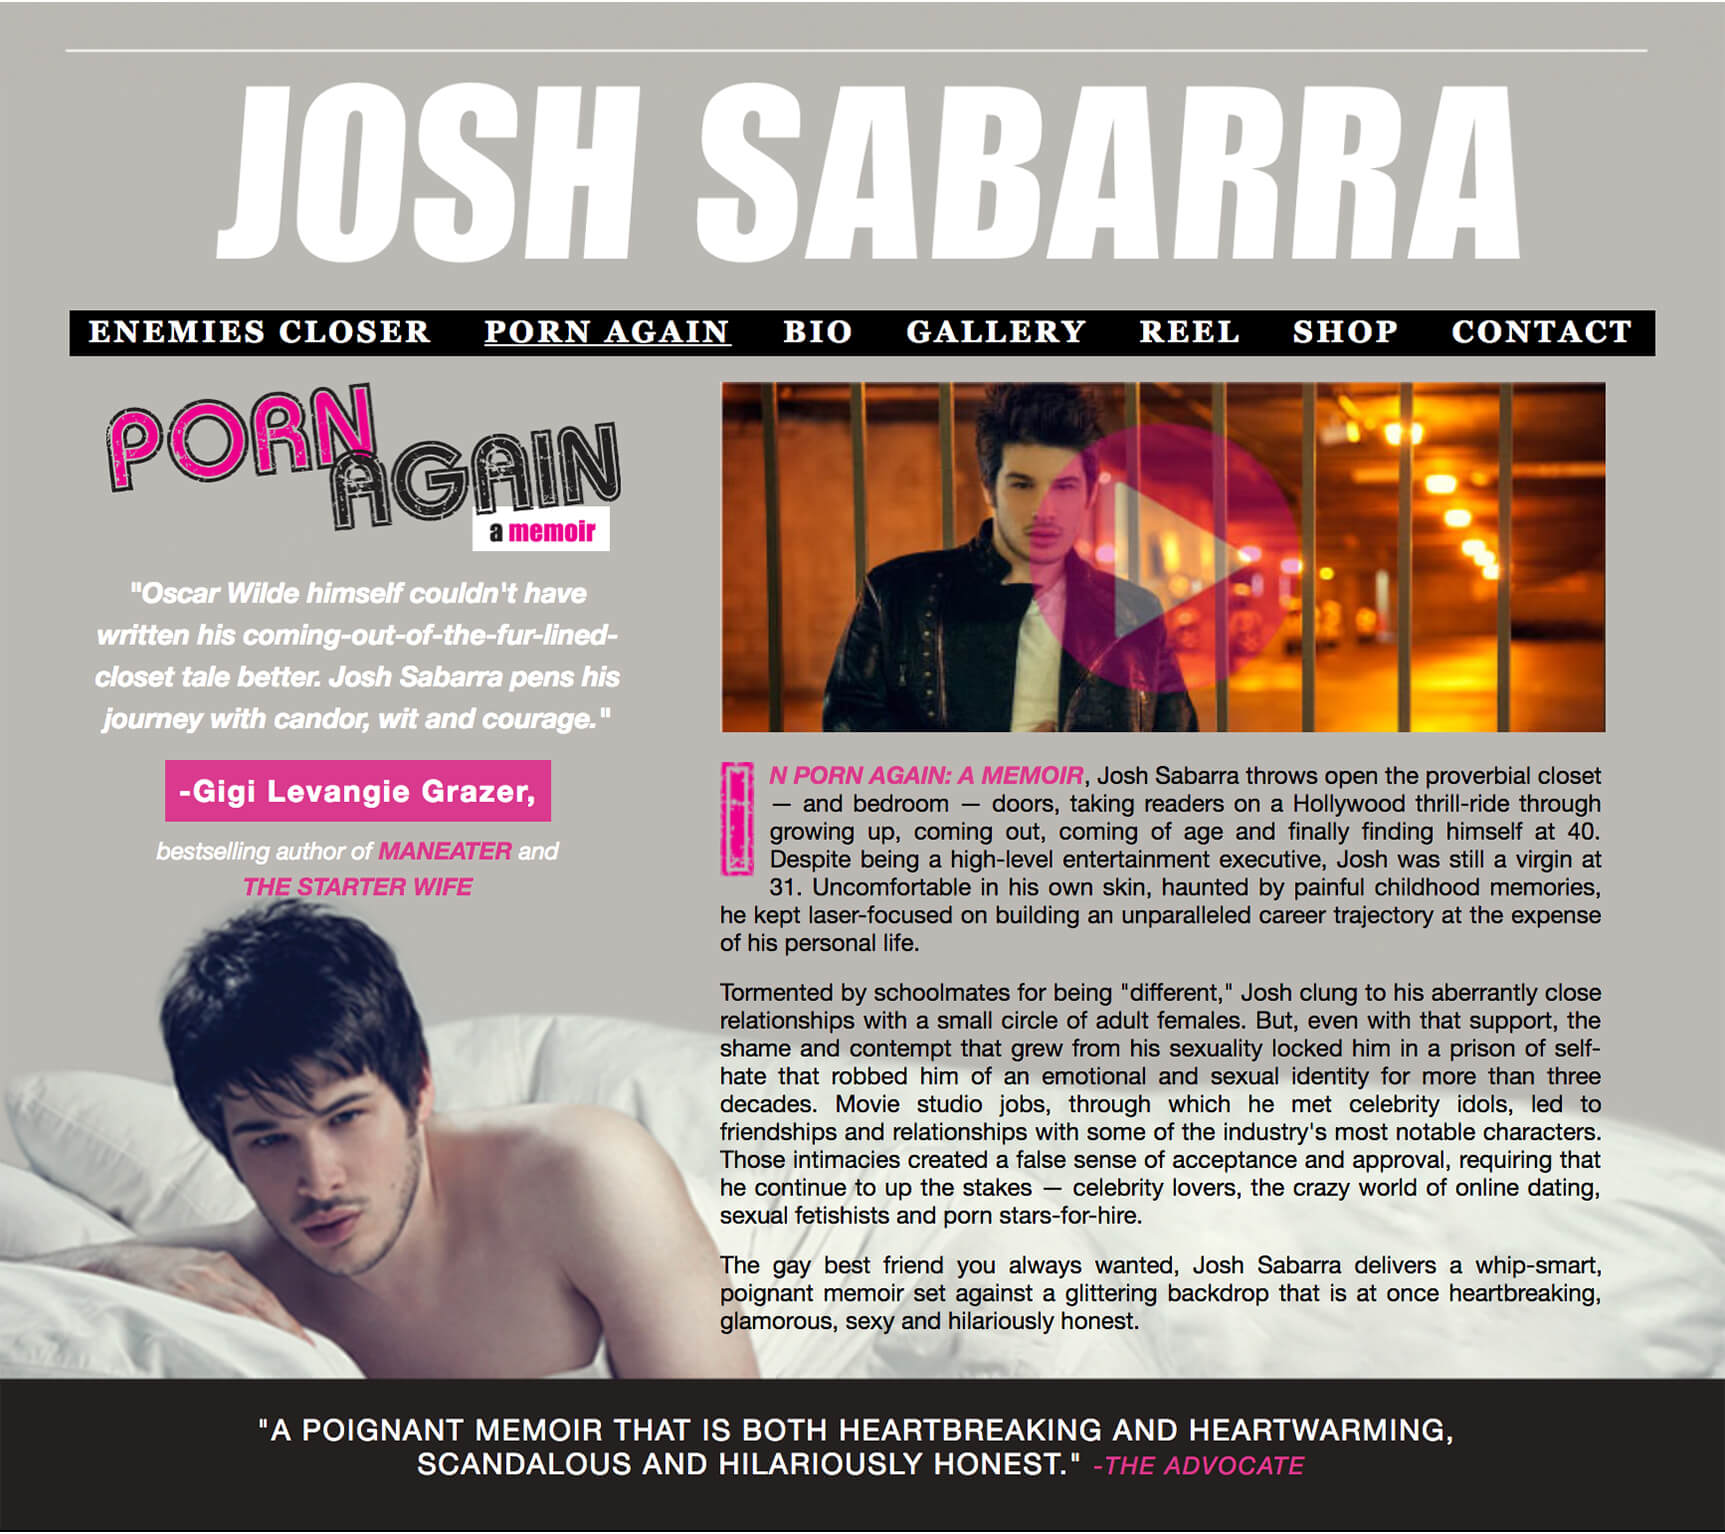 JOSH SABARRA
ENEMIES CLOSER PORN AGAIN BIO GALLERY REEL SHOP CONTACT
PORN
AGAIN
a memoir
"Oscar Wilde himself couldn't have
written his coming-out-of-the-fur-lined-
closet tale better. Josh Sabarra pens his
journey with candor, wit and courage."
-Gigi Levangie Grazer,
bestselling author of MANEATER and
THE STARTER WIFE
IN PORN AGAIN: A MEMOIR, Josh Sabarra throws open the proverbial closet
— and bedroom — doors, taking readers on a Hollywood thrill-ride through
growing up, coming out, coming of age and finally finding himself at 40.
Despite being a high-level entertainment executive, Josh was still a virgin at
31. Uncomfortable in his own skin, haunted by painful childhood memories,
he kept laser-focused on building an unparalleled career trajectory at the expense
of his personal life.
Tormented by schoolmates for being "different," Josh clung to his aberrantly close
relationships with a small circle of adult females. But, even with that support, the
shame and contempt that grew from his sexuality locked him in a prison of self-
hate that robbed him of an emotional and sexual identity for more than three
decades. Movie studio jobs, through which he met celebrity idols, led to
friendships and relationships with some of the industry's most notable characters.
Those intimacies created a false sense of acceptance and approval, requiring that
he continue to up the stakes — celebrity lovers, the crazy world of online dating,
sexual fetishists and porn stars-for-hire.
The gay best friend you always wanted, Josh Sabarra delivers a whip-smart,
poignant memoir set against a glittering backdrop that is at once heartbreaking,
glamorous, sexy and hilariously honest.
"A POIGNANT MEMOIR THAT IS BOTH HEARTBREAKING AND HEARTWARMING,
SCANDALOUS AND HILARIOUSLY HONEST." -THE ADVOCATE